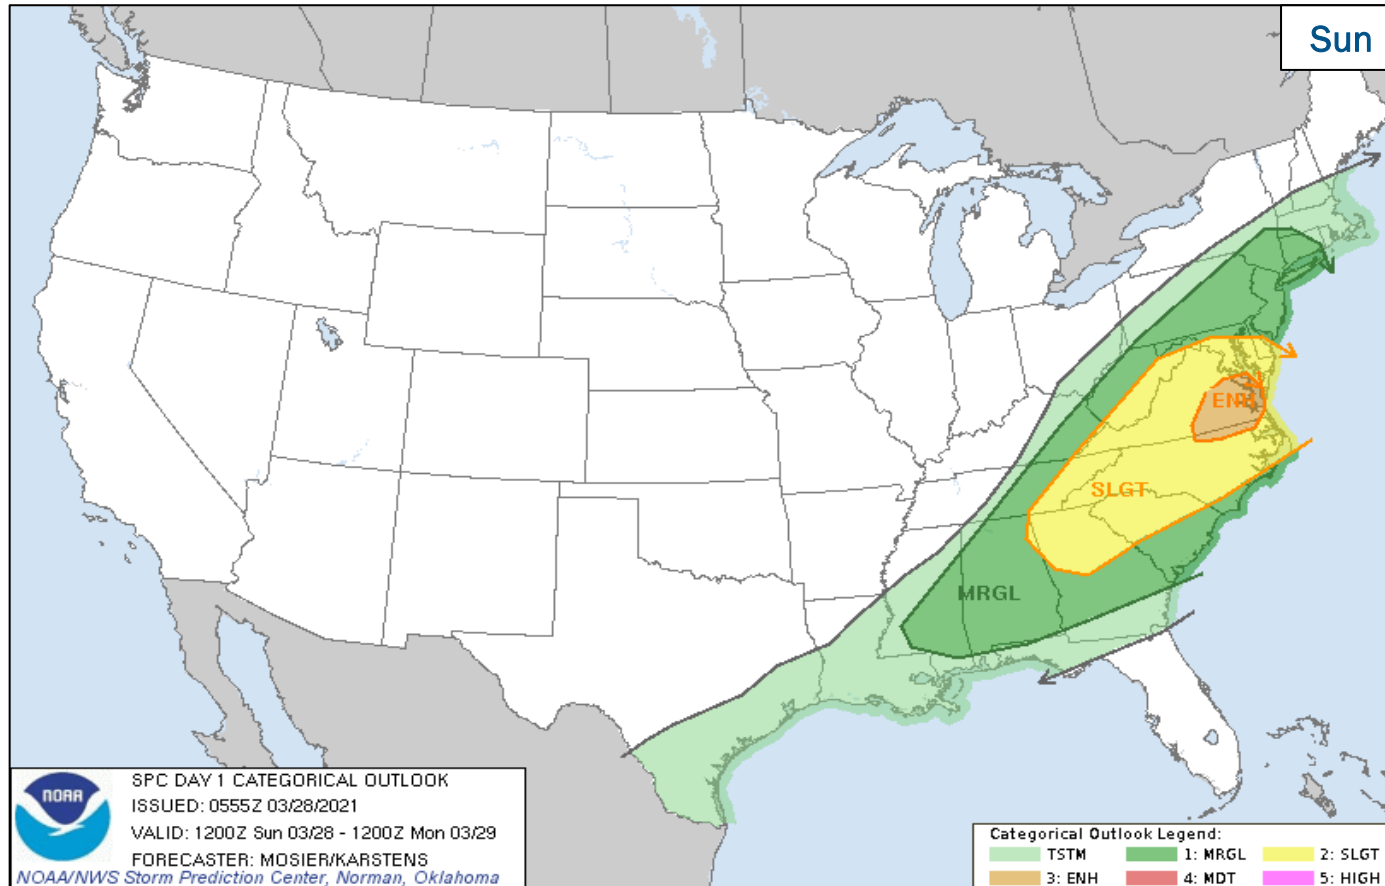 Sun
ENH
SLGT
MRGL
NOAA
SPC DAY 1 CATEGORICAL OUTLOOK
ISSUED: 0555Z 03/28/2021
VALID: 1200Z Sun 03/28 - 1200Z Mon 03/29
FORECASTER: MOSIER/KARSTENS
NOAA/NWS Storm Prediction Center, Norman, Oklahoma
Categorical Outlook Legend:
TSTM 1: MRGL 2: SLGT
3: ENH 4: MDT 5: HIGH